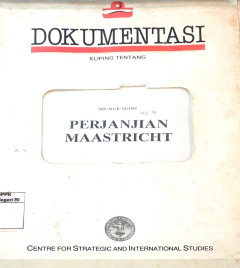 DOKUMENTASI
KLIPING TENTANG
PERJANJIAN
MAASTRICHT
CENTRE FOR STRATEGIC AND INTERNATIONAL STUDIES